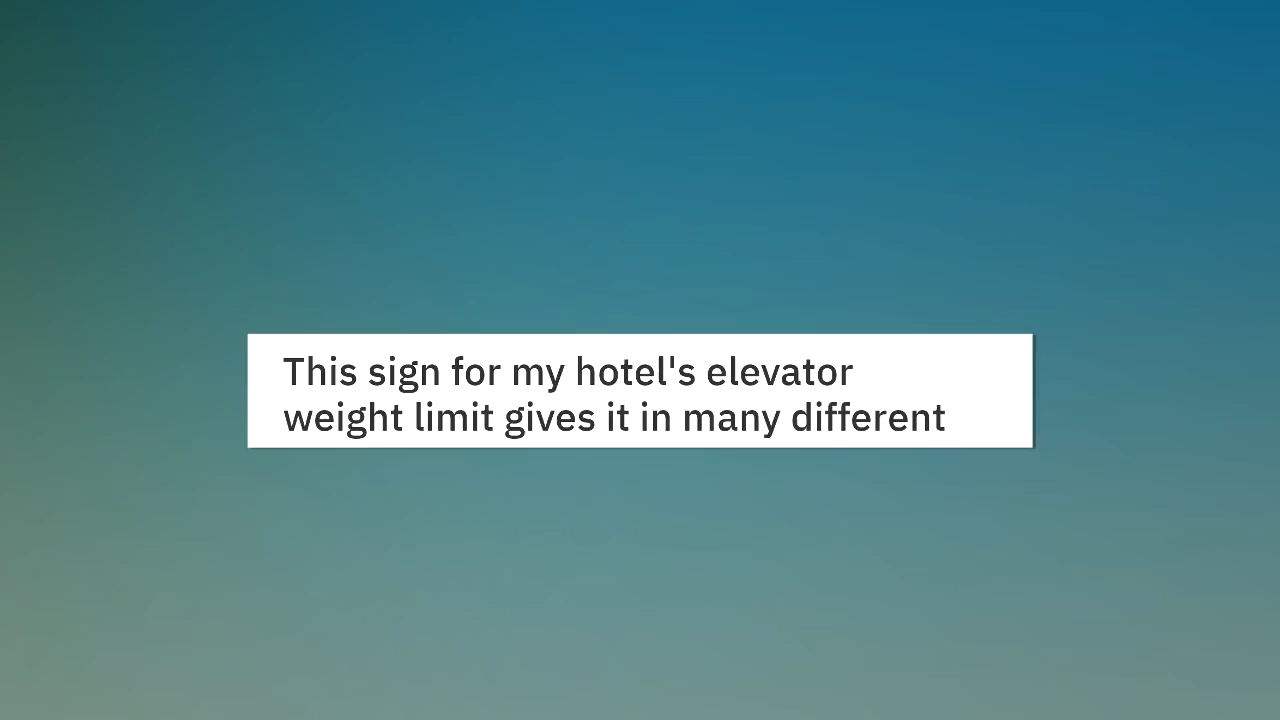 This sign for my hotel's elevator
weight limit gives it in many different